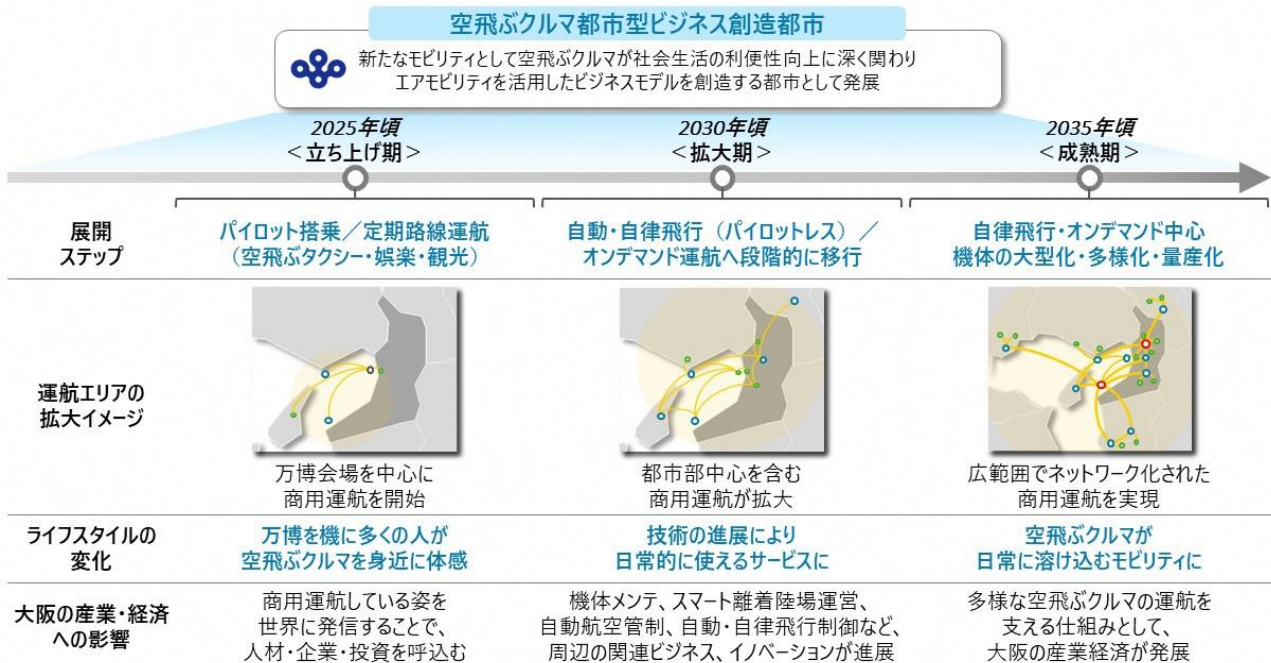 空飛ぶクルマ都市型ビジネス創造都市
新たなモビリティとして空飛ぶクルマが社会生活の利便性向上に深く関わり
エアモビリティを活用したビジネスモデルを創造する都市として発展
2025年頃
＜立ち上げ期＞
2030年頃
＜拡大期＞
2035年頃
＜成熟期＞
展開
ステップ
パイロット搭乗／定期路線運航
（空飛ぶタクシー・娯楽・観光）
自動・自律飛行（パイロットレス）／
オンデマンド運航へ段階的に移行
自律飛行・オンデマンド中心
機体の大型化・多様化・量産化
運航エリアの
拡大イメージ
万博会場を中心に
商用運航を開始
都市部中心を含む
商用運航が拡大
広範囲でネットワーク化された
商用運航を実現
ライフスタイルの
変化
万博を機に多くの人が
空飛ぶクルマを身近に体感
技術の進展により
日常的に使えるサービスに
空飛ぶクルマが
日常に溶け込むモビリティに
大阪の産業・経済
への影響
商用運航している姿を
世界に発信することで、
人材・企業・投資を呼込む
機体メンテ、スマート離着陸場運営、
自動航空管制、自動・自律飛行制御など、
周辺の関連ビジネス、イノベーションが進展
多様な空飛ぶクルマの運航を
支える仕組みとして、
大阪の産業経済が発展